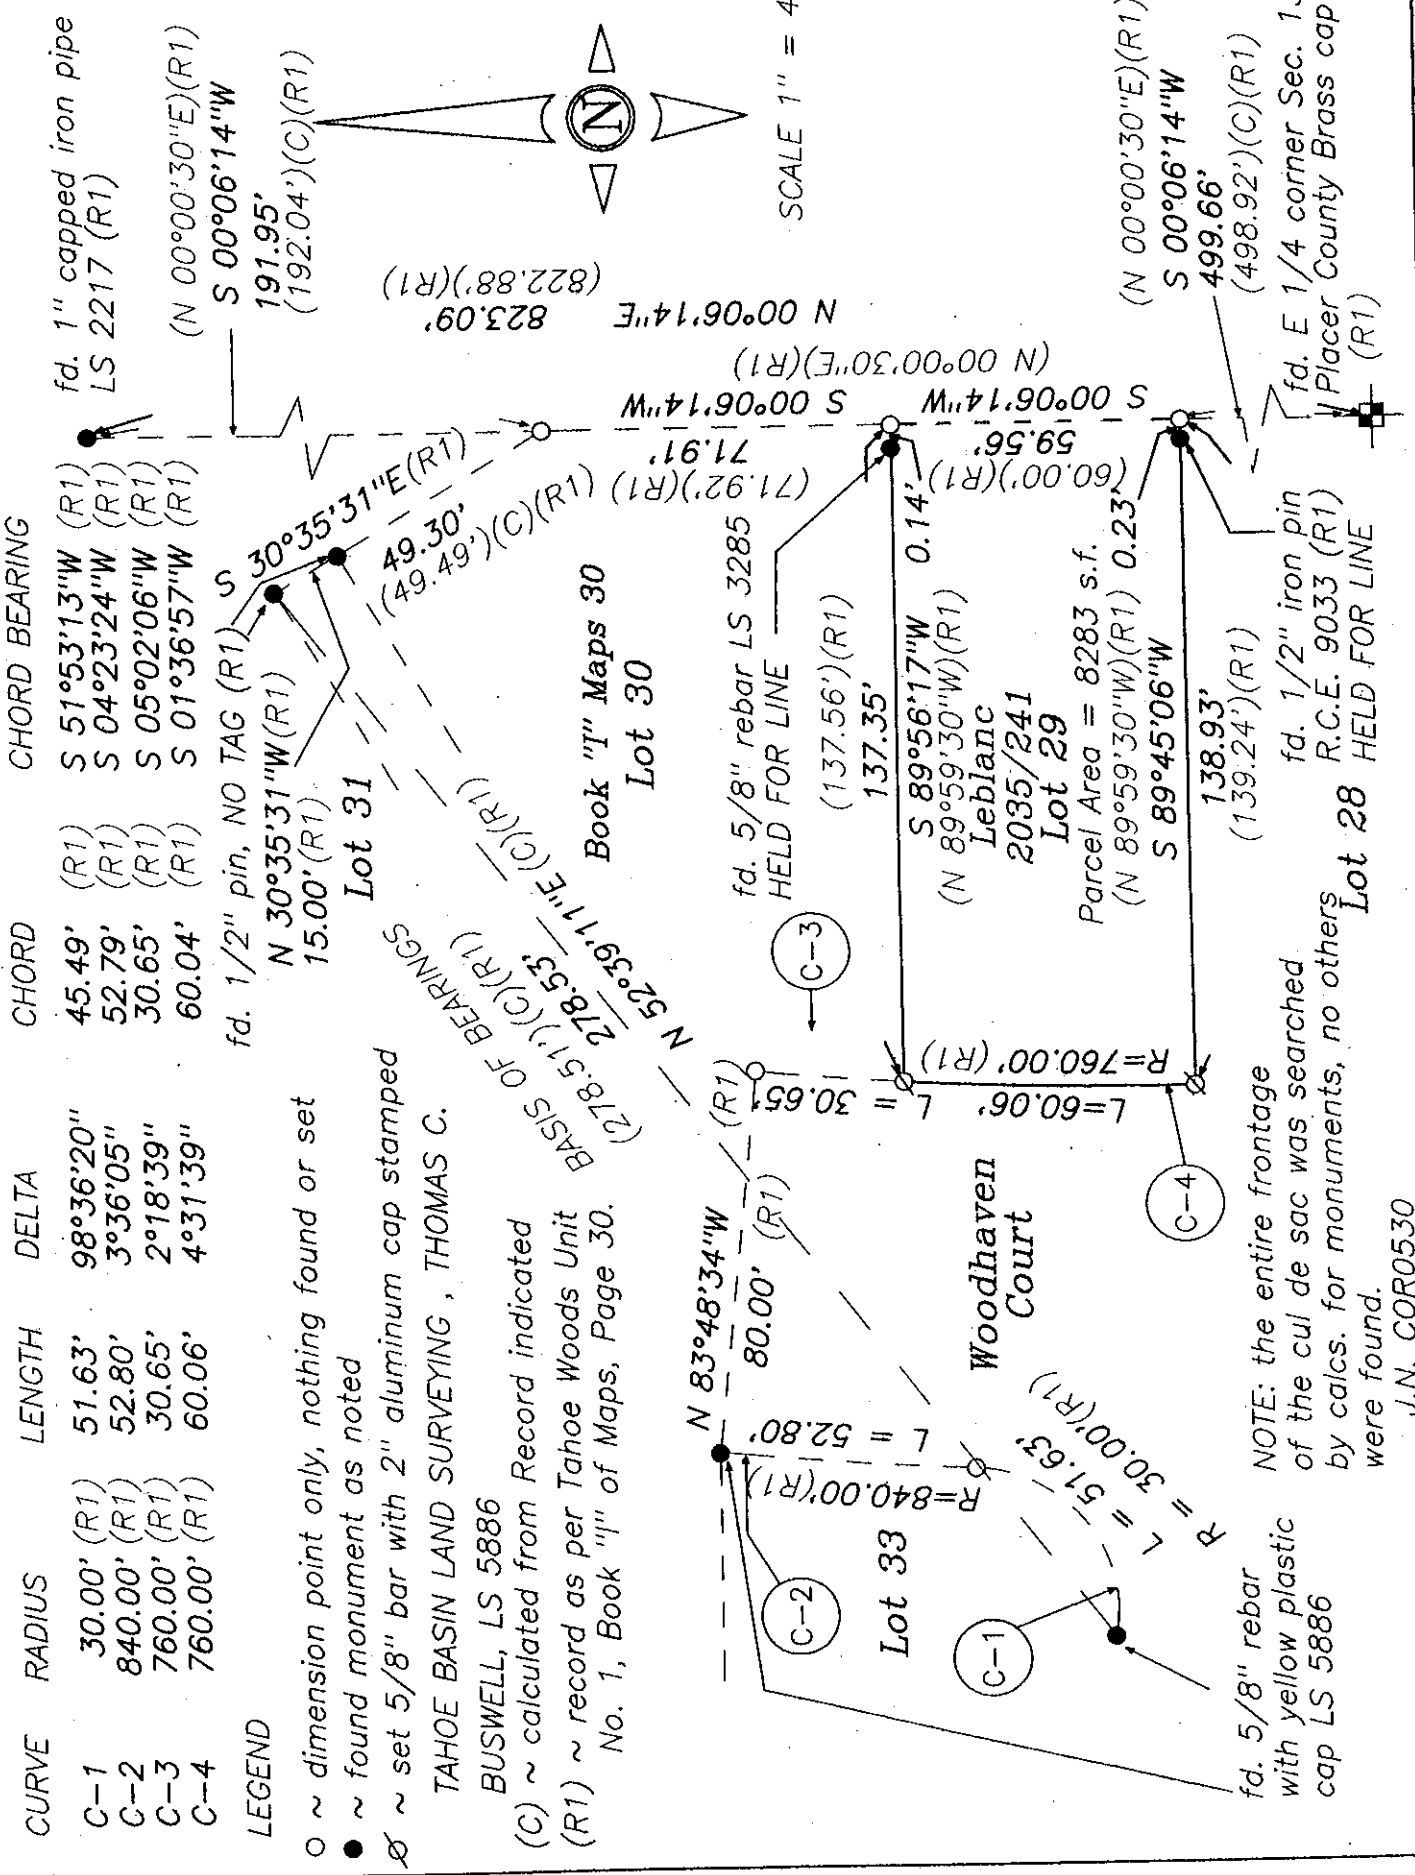 CURVE RADIUS LENGTH DELTA CHORD CHORD BEARING
C-1 30.00' (R1) 51.63' 98°36'20" 45.49' (R1) S 51°53'13"W (R1)
C-2 840.00' (R1) 52.80' 3°36'05" 52.79' (R1) S 04°23'24"W (R1)
C-3 760.00' (R1) 30.65' 2°18'39" 30.65' (R1) S 05°02'06"W (R1)
C-4 760.00' (R1) 60.06' 4°31'39" 60.04' (R1) S 01°36'57"W (R1)
LEGEND
○ ~ dimension point only, nothing found or set
● ~ found monument as noted
Ø ~ set 5/8" bar with 2" aluminum cap stamped
TAHOE BASIN LAND SURVEYING , THOMAS C.
BUSWELL, LS 5886
(C) ~ calculated from Record indicated
(R1) ~ record as per Tahoe Woods Unit
No. 1, Book "I" of Maps, Page 30.
fd. 1" capped iron pipe
LS 2217 (R1)
(N 00°00'30"E)(R1)
S 00°06'14"W
191.95'
(192.04')(C)(R1)
fd. 1/2" pin, NO TAG (R1)
N 30°35'31"W(R1)
15.00' (R1)
Lot 31
S 30°35'31"E(R1)
49.30'
(49.49')(C)(R1)
BASIS OF BEARINGS
(278.51')(C)(R1)
278.53'
N 52°39'11"E (C)(R1)
Book "I" Maps 30
Lot 30
71.91'
S 00°06'14"W
(71.92')(R1)
(N 00°00'30"E)(R1)
N 00°06'14"E
823.09'
(822.88')(R1)
N
SCALE 1" = 4
N 83°48'34"W (R1)
80.00' (R1)
L = 30.65'
C-3
fd. 5/8" rebar LS 3285
HELD FOR LINE
(137.56')(R1)
137.35'
0.14'
S 89°56'17"W
(N 89°59'30"W)(R1)
Leblanc
2035/241
Lot 29
Parcel Area = 8283 s.f.
(N 89°59'30"W)(R1) 0.23'
S 89°45'06"W
138.93'
(139.24')(R1)
59.56'
S 00°06'14"W
(60.00')(R1)
(N 00°00'30"E)(R1)
S 00°06'14"W
499.66'
(498.92')(C)(R1)
L = 52.80'
R=840.00'(R1)
Lot 33
C-2
Woodhaven
Court
L=60.06'
R=760.00' (R1)
C-4
L = 51.63'
R = 30.00'(R1)
C-1
fd. 5/8" rebar
with yellow plastic
cap LS 5886
NOTE: the entire frontage
of the cul de sac was searched
by calcs. for monuments, no others
were found.
J.N. COR0530
Lot 28
fd. 1/2" iron pin
R.C.E. 9033 (R1)
HELD FOR LINE
fd. E 1/4 corner Sec.
Placer County Brass cap
(R1)